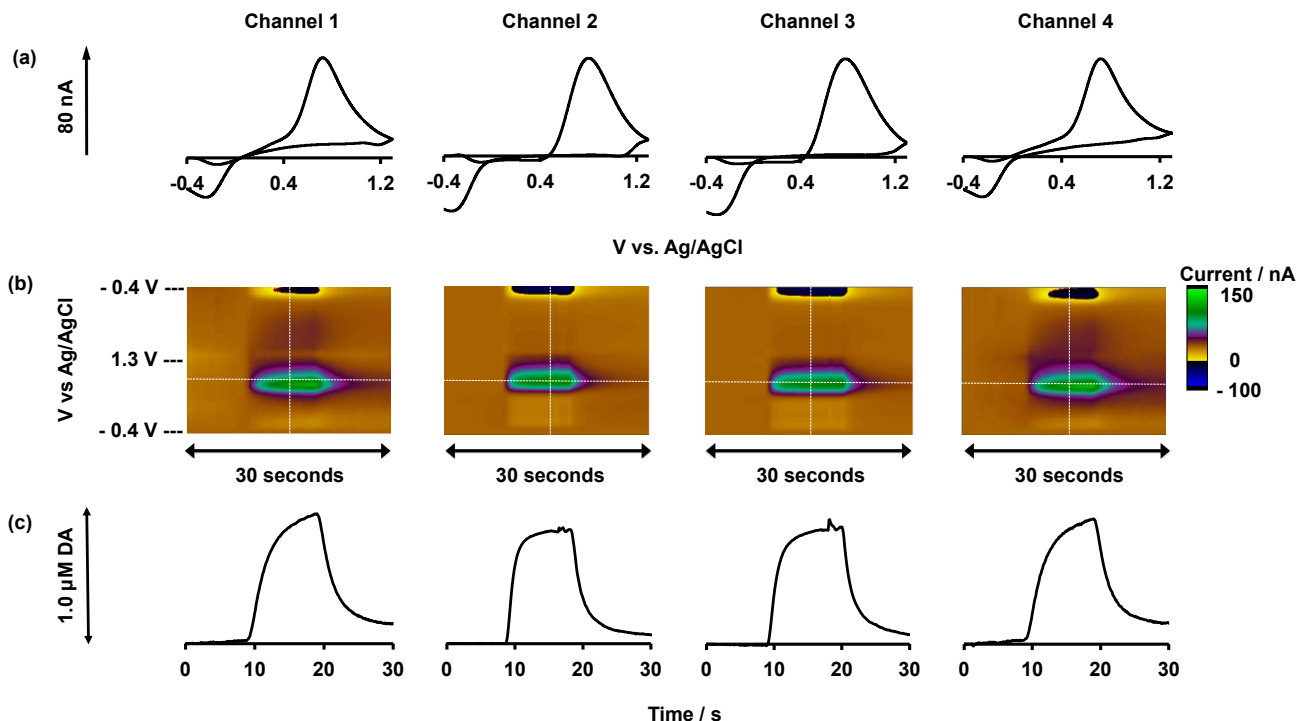 Channel 1 Channel 2 Channel 3 Channel 4
(a)
80 nA
-0.4 0.4 1.2 -0.4 0.4 1.2 -0.4 0.4 1.2 -0.4 0.4 1.2
V vs. Ag/AgCl
(b)
V vs Ag/AgCl
- 0.4 V ---
1.3 V ---
- 0.4 V ---
Current / nA
150
0
- 100
30 seconds 30 seconds 30 seconds 30 seconds
(c)
1.0 µM DA
0 10 20 30 0 10 20 30 0 10 20 30 0 10 20 30
Time / s